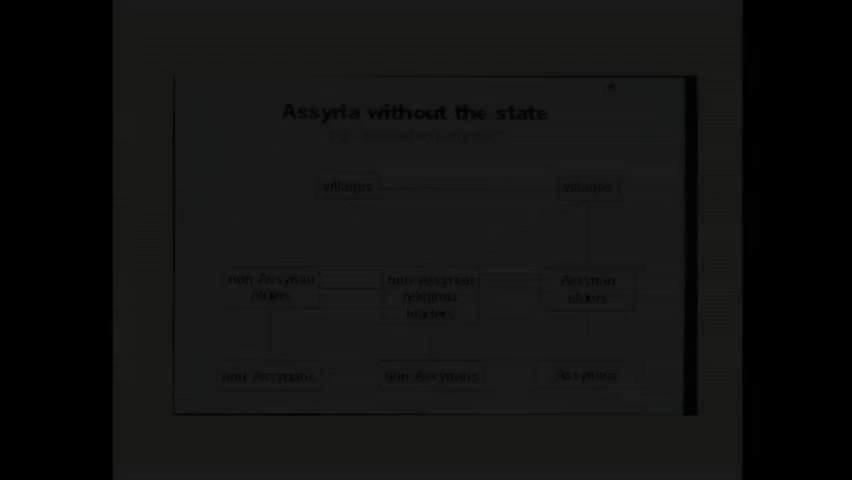 Assyria without the state
villages
villages
non-Assyrian
elders
non-Assyrian
religious
leaders
Assyrian
elders
non-Assyrians
non-Assyrians
Assyrians